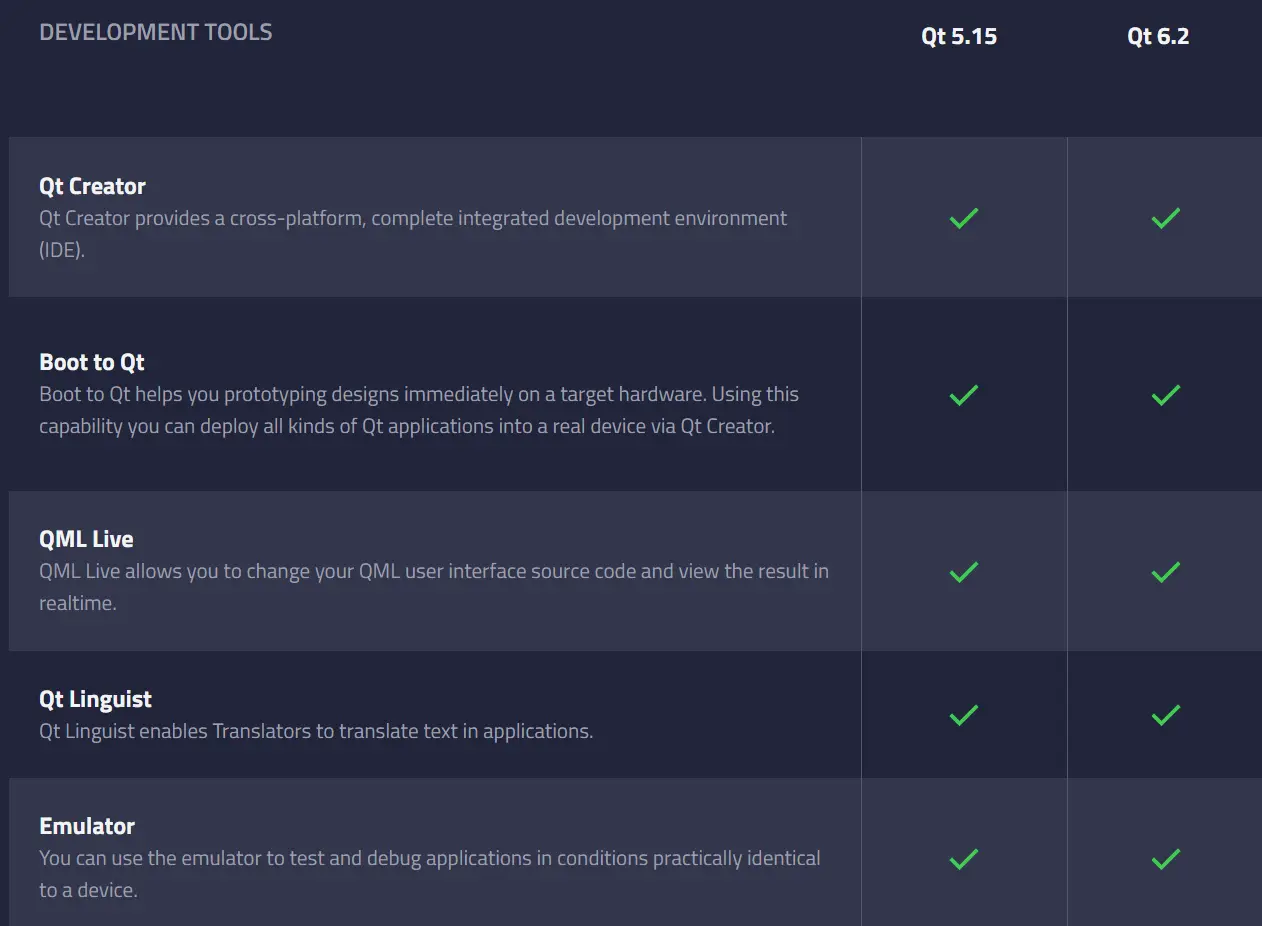 DEVELOPMENT TOOLS
Qt 5.15
Qt 6.2
Qt Creator
Qt Creator provides a cross-platform, complete integrated development environment
(IDE).
Boot to Qt
Boot to Qt helps you prototyping designs immediately on a target hardware. Using this
capability you can deploy all kinds of Qt applications into a real device via Qt Creator.
QML Live
QML Live allows you to change your QML user interface source code and view the result in
realtime.
Qt Linguist
Qt Linguist enables Translators to translate text in applications.
Emulator
You can use the emulator to test and debug applications in conditions practically identical
to a device.